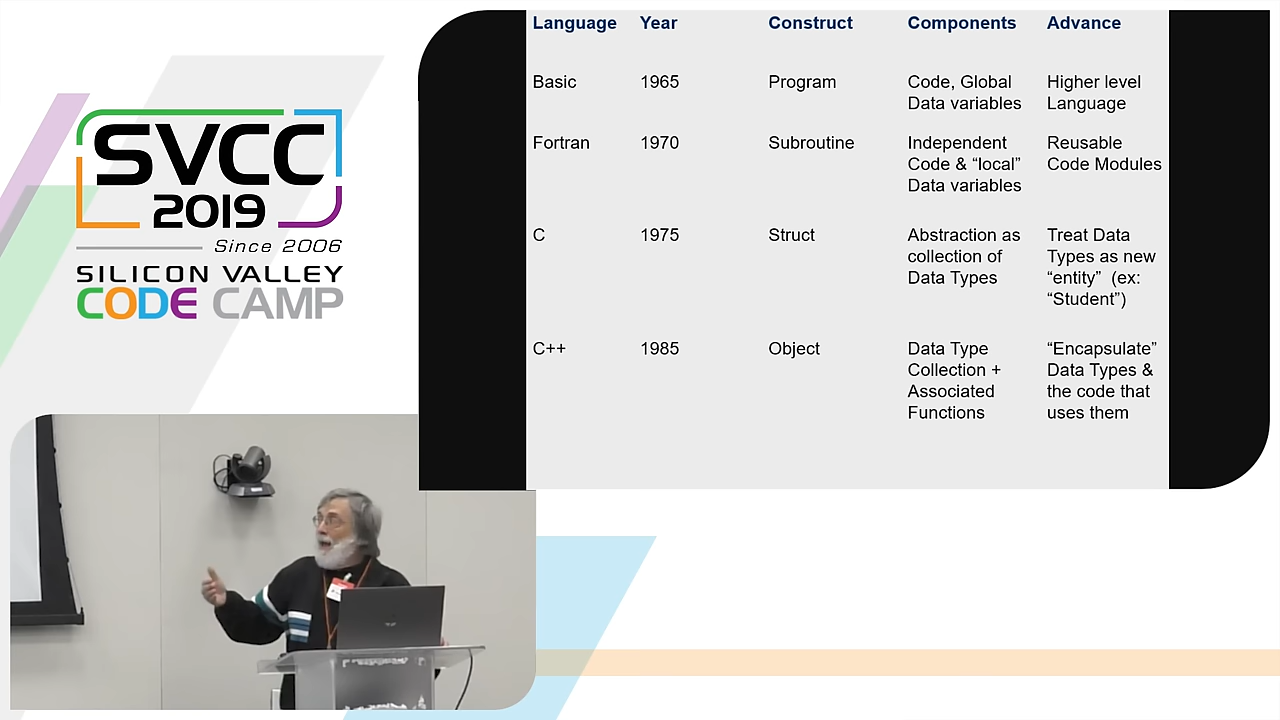 SVCC
2019
Since 2006
SILICON VALLEY
CODE CAMP
Language Year Construct Components Advance
Basic 1965 Program Code, Global Data variables Higher level Language
Fortran 1970 Subroutine Independent Code & “local” Data variables Reusable Code Modules
C 1975 Struct Abstraction as collection of Data Types Treat Data Types as new “entity” (ex: “Student”)
C++ 1985 Object Data Type Collection + Associated Functions “Encapsulate” Data Types & the code that uses them